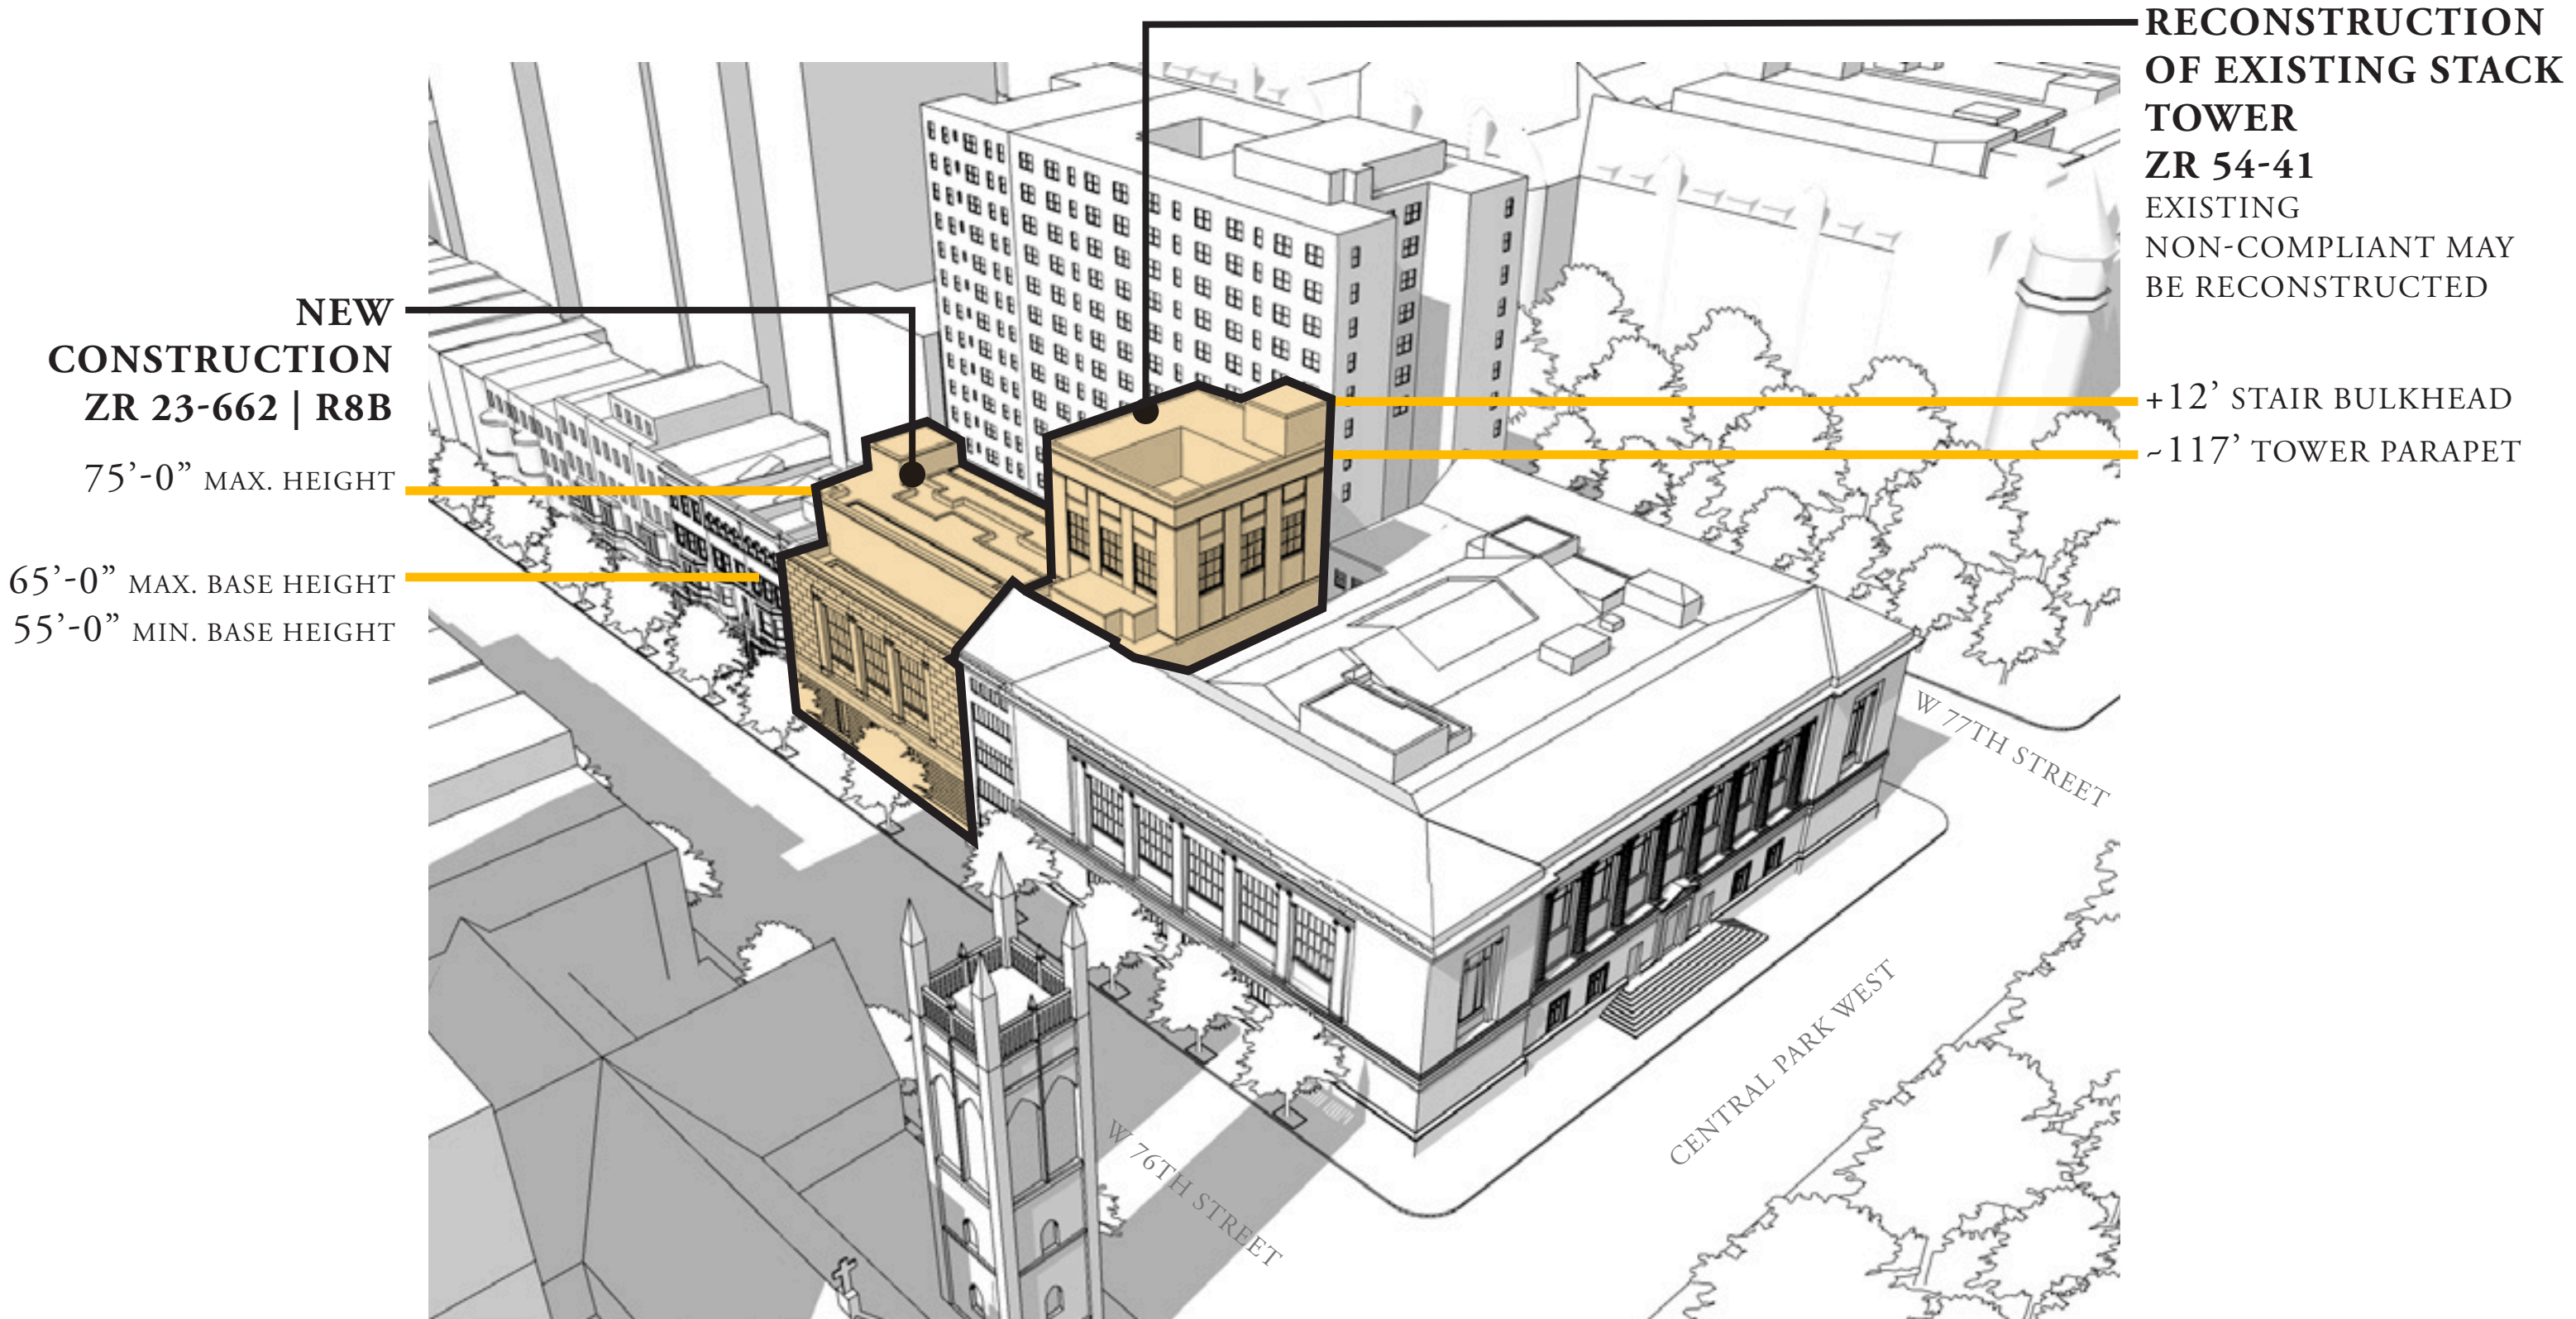 RECONSTRUCTION
OF EXISTING STACK
TOWER
ZR 54-41
EXISTING
NON-COMPLIANT MAY
BE RECONSTRUCTED
NEW
CONSTRUCTION
ZR 23-662 | R8B
75’-0” MAX. HEIGHT
65’-0” MAX. BASE HEIGHT
55’-0” MIN. BASE HEIGHT
+12’ STAIR BULKHEAD
~117’ TOWER PARAPET
W 77TH STREET
CENTRAL PARK WEST
W 76TH STREET